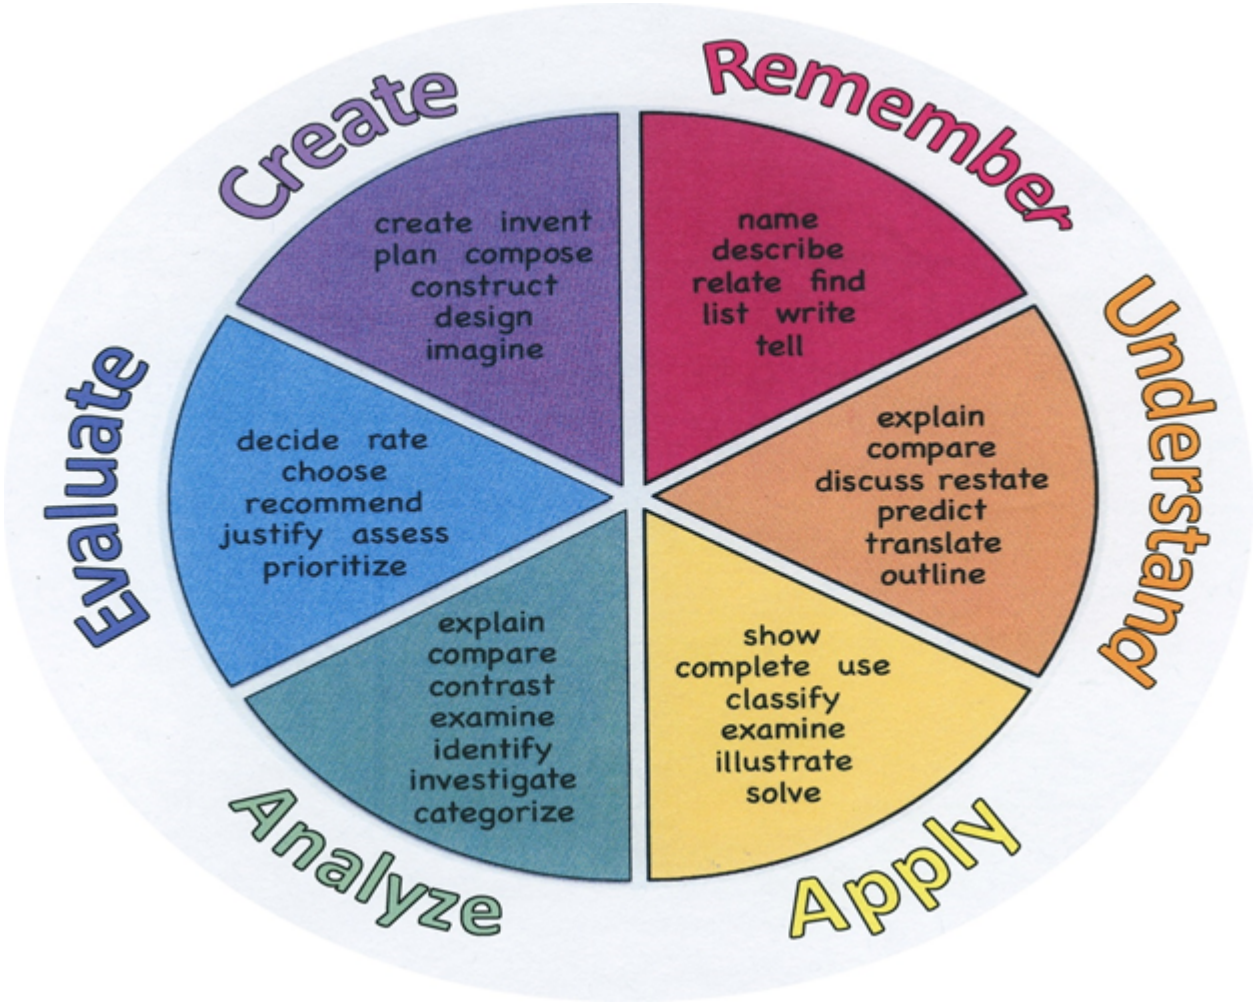 Remember
name
describe
relate find
list write
tell
Understand
explain
compare
discuss restate
predict
translate
outline
Apply
show
complete use
classify
examine
illustrate
solve
Analyze
explain
compare
contrast
examine
identify
investigate
categorize
Evaluate
decide rate
choose
recommend
justify assess
prioritize
Create
create invent
plan compose
construct
design
imagine